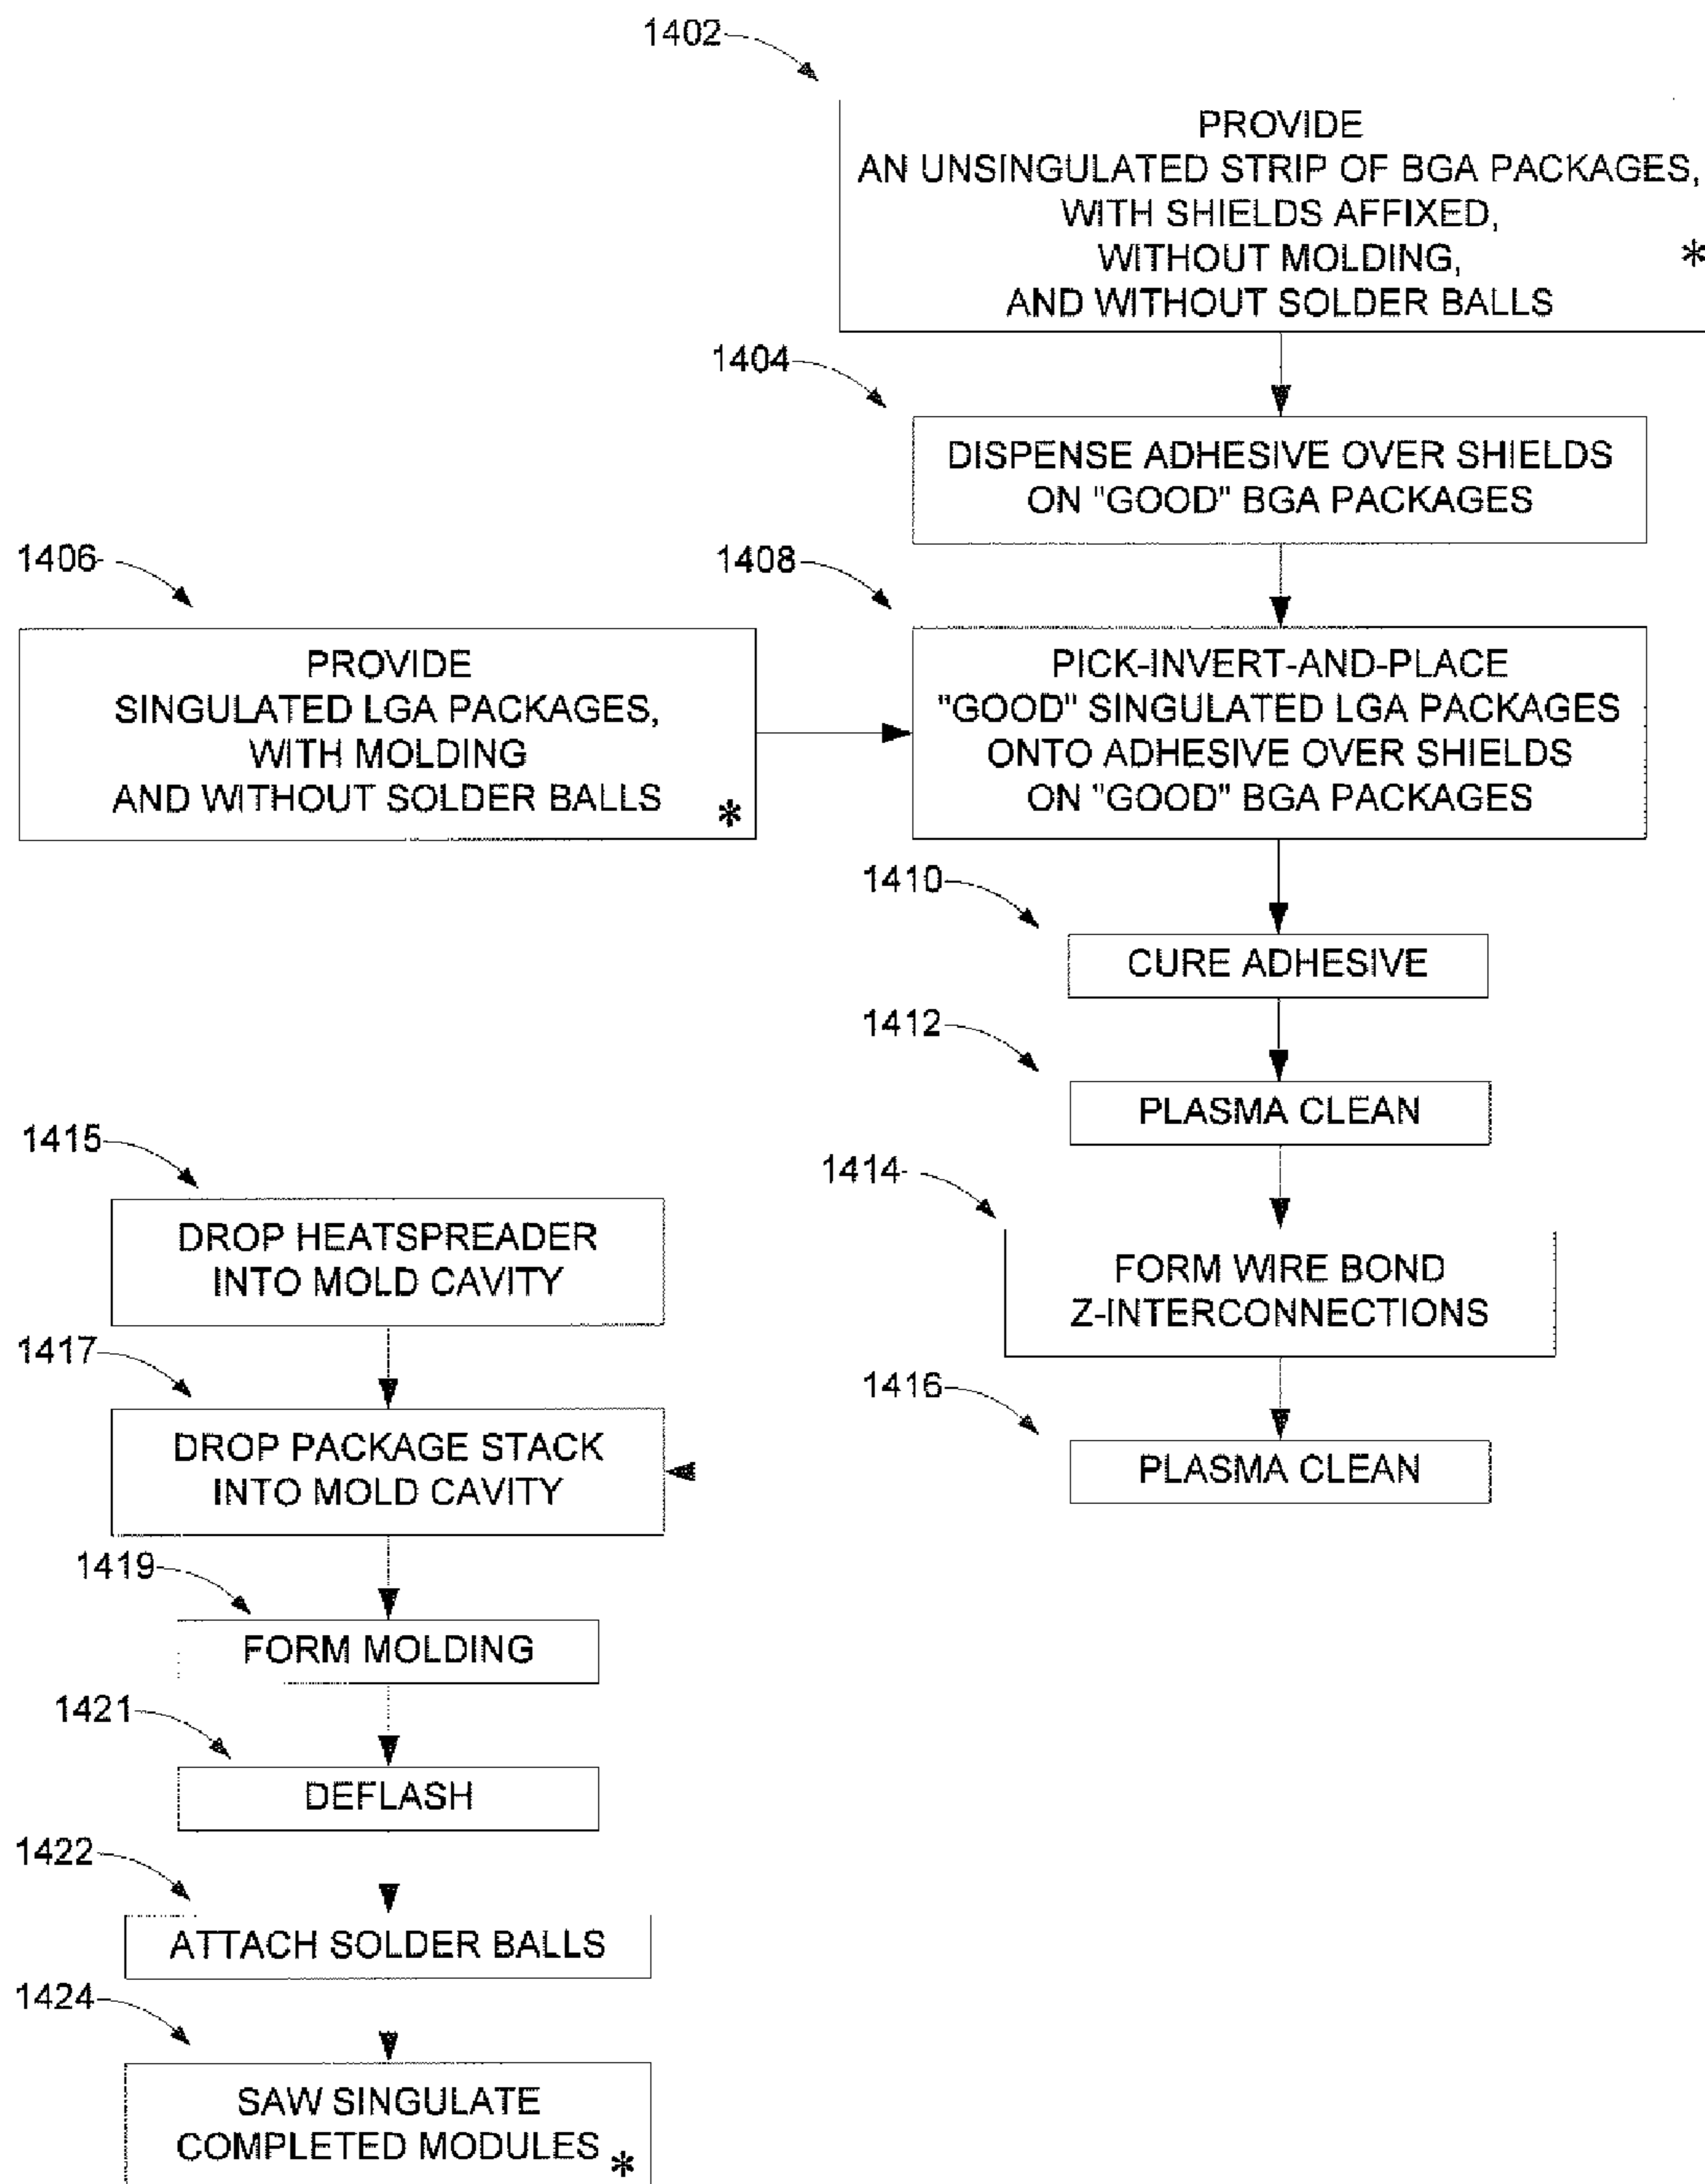 1402
PROVIDE
AN UNSINGULATED STRIP OF BGA PACKAGES,
WITH SHIELDS AFFIXED,
WITHOUT MOLDING,
AND WITHOUT SOLDER BALLS
*
1404
DISPENSE ADHESIVE OVER SHIELDS
ON "GOOD" BGA PACKAGES
1406
PROVIDE
SINGULATED LGA PACKAGES,
WITH MOLDING
AND WITHOUT SOLDER BALLS
*
1408
PICK-INVERT-AND-PLACE
"GOOD" SINGULATED LGA PACKAGES
ONTO ADHESIVE OVER SHIELDS
ON "GOOD" BGA PACKAGES
1410
CURE ADHESIVE
1412
PLASMA CLEAN
1414
FORM WIRE BOND
Z-INTERCONNECTIONS
1416
PLASMA CLEAN
1415
DROP HEATSPREADER
INTO MOLD CAVITY
1417
DROP PACKAGE STACK
INTO MOLD CAVITY
1419
FORM MOLDING
1421
DEFLASH
1422
ATTACH SOLDER BALLS
1424
SAW SINGULATE
COMPLETED MODULES
*